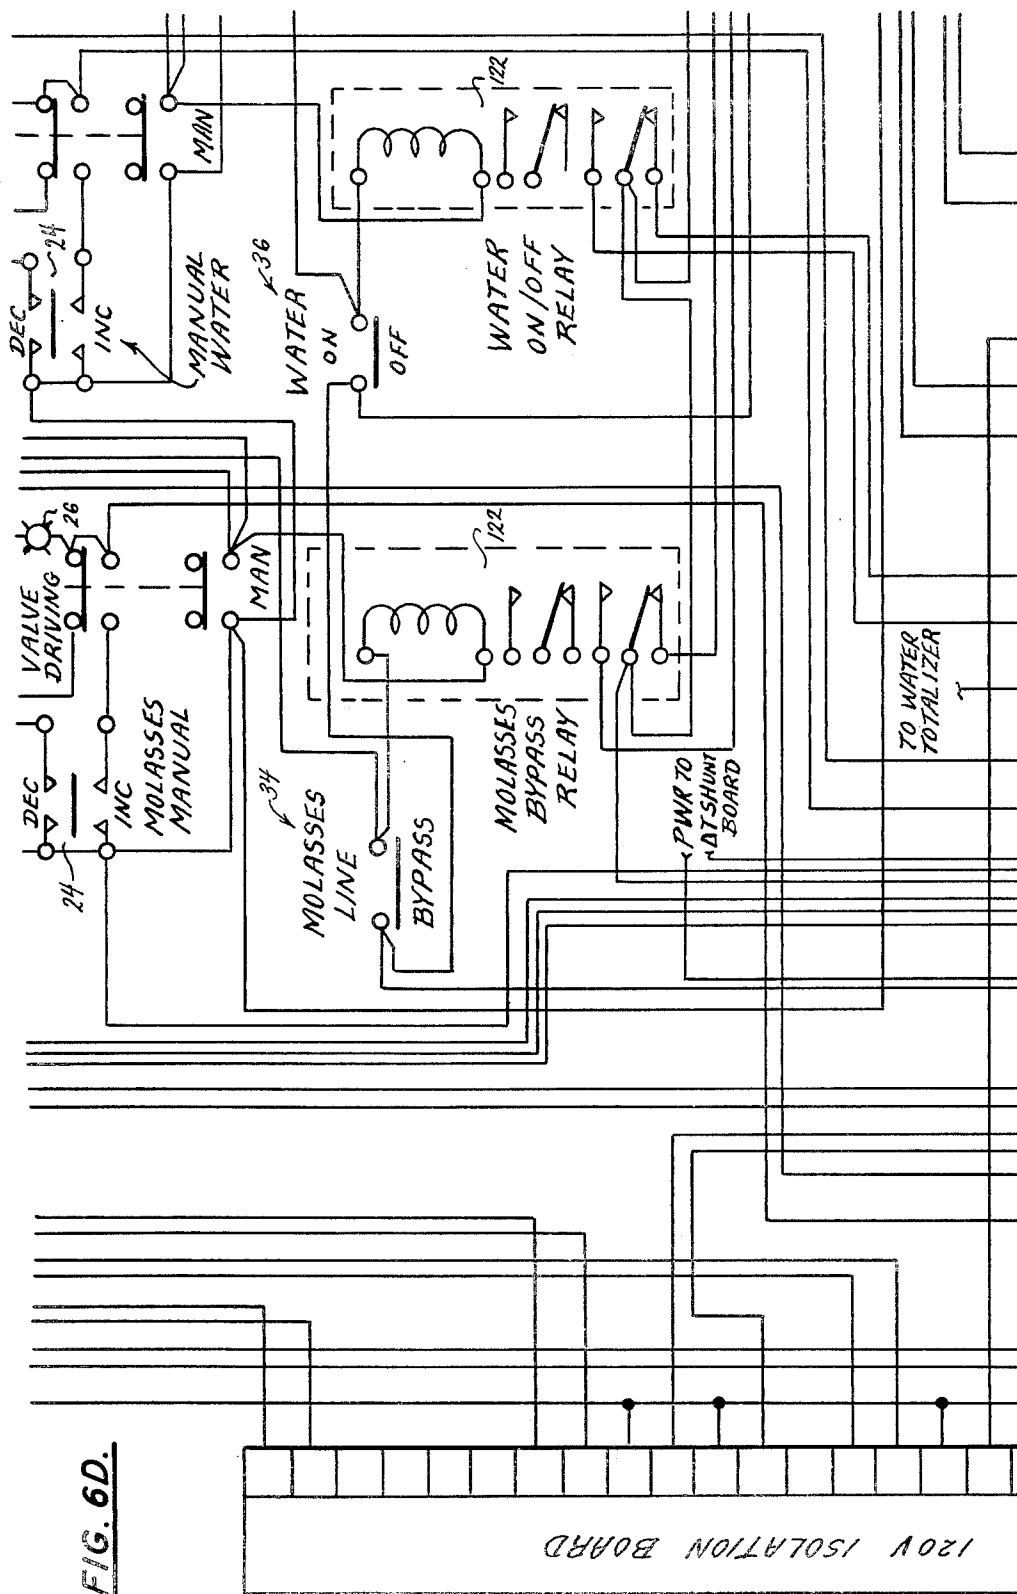 FIG. 6D.
120V ISOLATION BOARD
DEC
24
INC
MOLASSES
MANUAL
VALVE
DRIVING
26
MAN
34
MOLASSES
LINE
BYPASS
122
MOLASSES
BYPASS
RELAY
PWR TO
ΔT SHUNT
BOARD
DEC
24
INC
MANUAL
WATER
MAN
36
WATER
ON
OFF
122
WATER
ON/OFF
RELAY
TO WATER
TOTALIZER